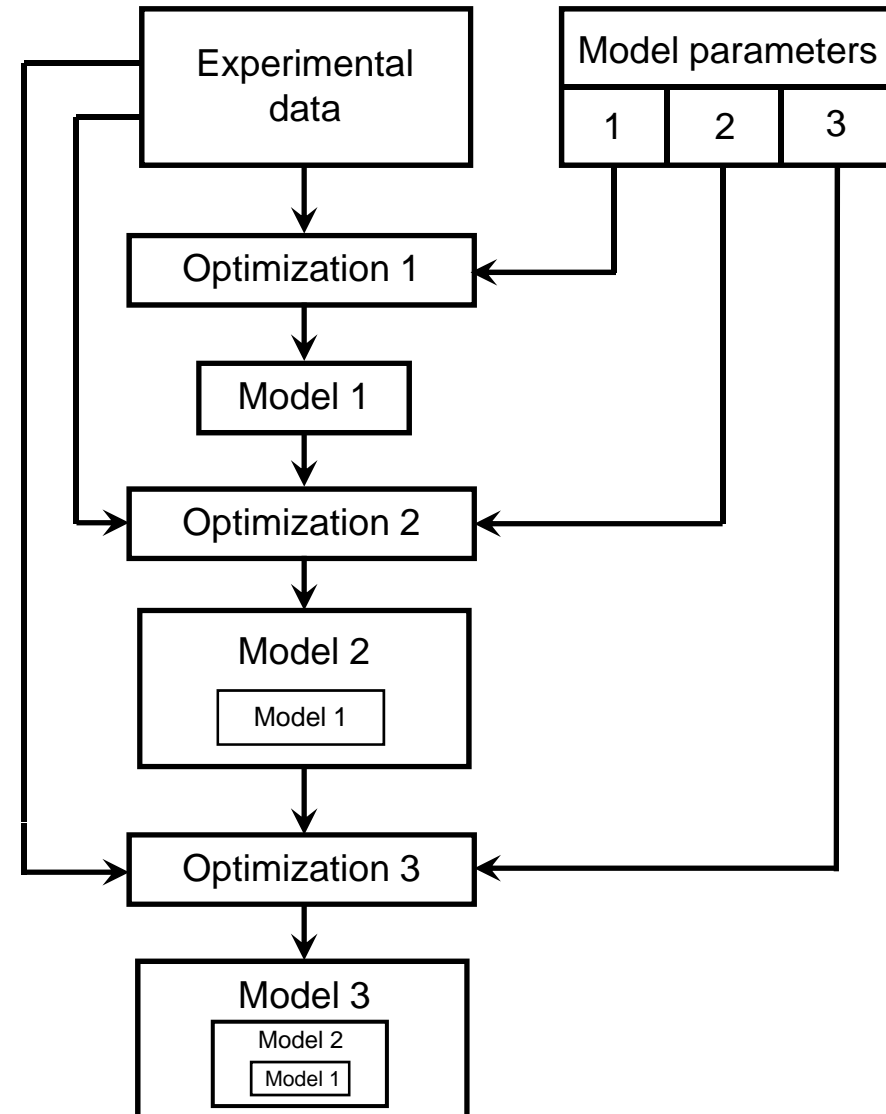 Experimental
data
Model parameters
1 2 3
Optimization 1
Model 1
Optimization 2
Model 2
Model 1
Optimization 3
Model 3
Model 2
Model 1